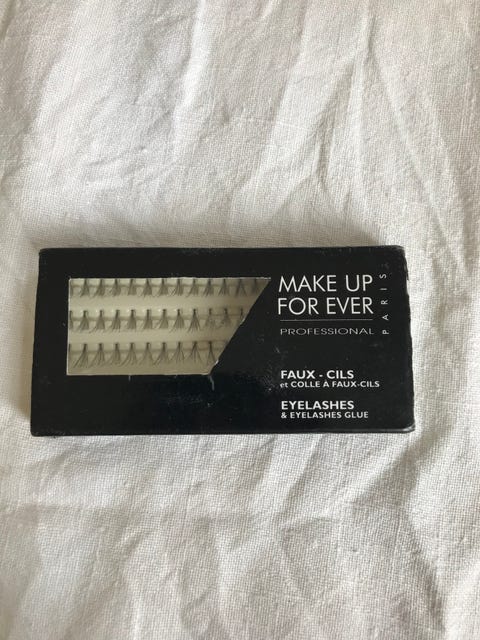 MAKE UP
FOR EVER
PROFESSIONAL
PARIS
FAUX - CILS
et COLLE À FAUX-CILS
EYELASHES
& EYELASHES GLUE